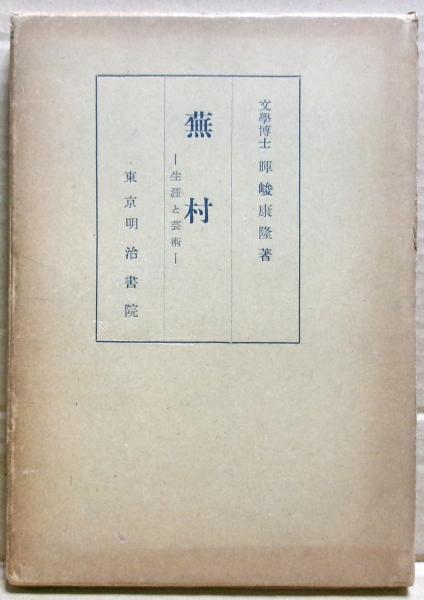 文學博士 暉峻康隆著
蕪村
―生涯と芸術―
東京明治書院